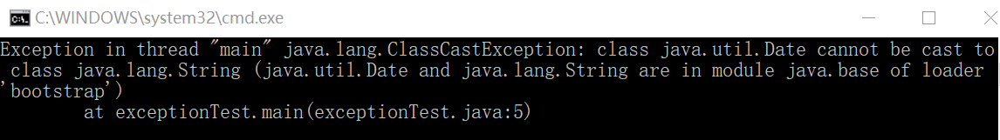 C:\WINDOWS\system32\cmd.exe
Exception in thread "main" java.lang.ClassCastException: class java.util.Date cannot be cast to
class java.lang.String (java.util.Date and java.lang.String are in module java.base of loader
'bootstrap')
at exceptionTest.main(exceptionTest.java:5)